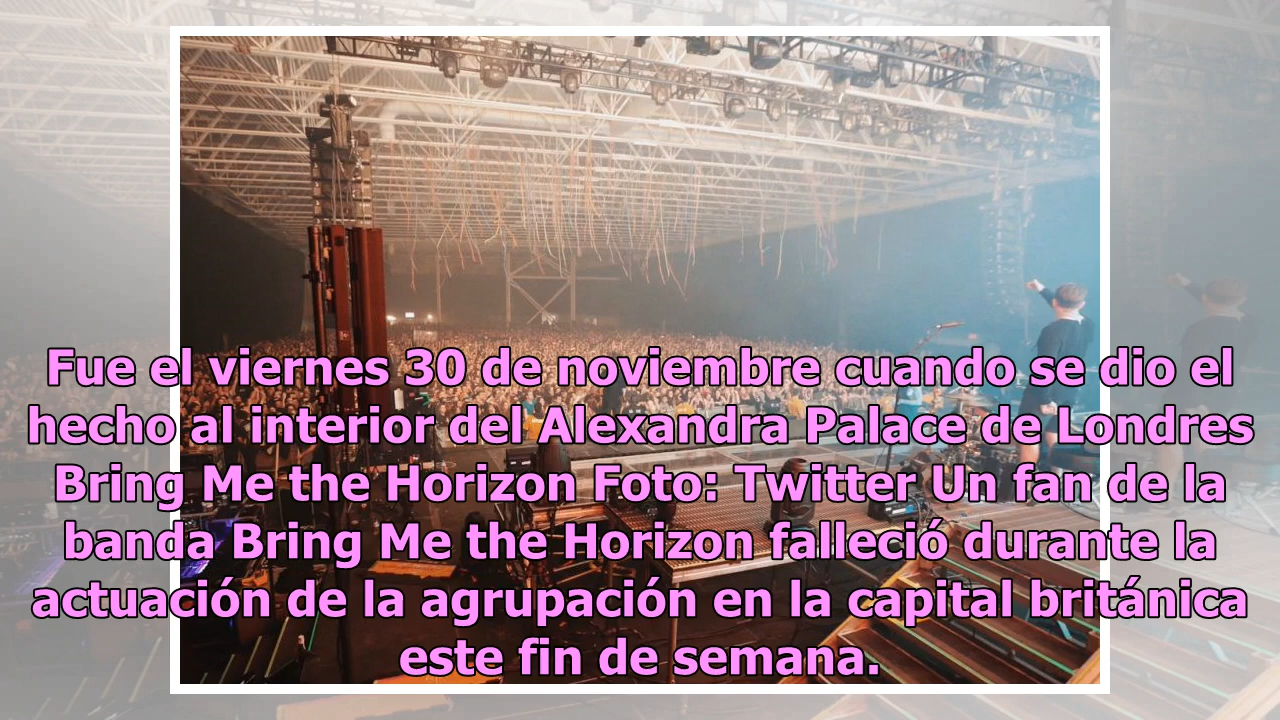 Fue el viernes 30 de noviembre cuando se dio el
hecho al interior del Alexandra Palace de Londres
Bring Me the Horizon Foto: Twitter Un fan de la
banda Bring Me the Horizon falleció durante la
actuación de la agrupación en la capital británica
este fin de semana.